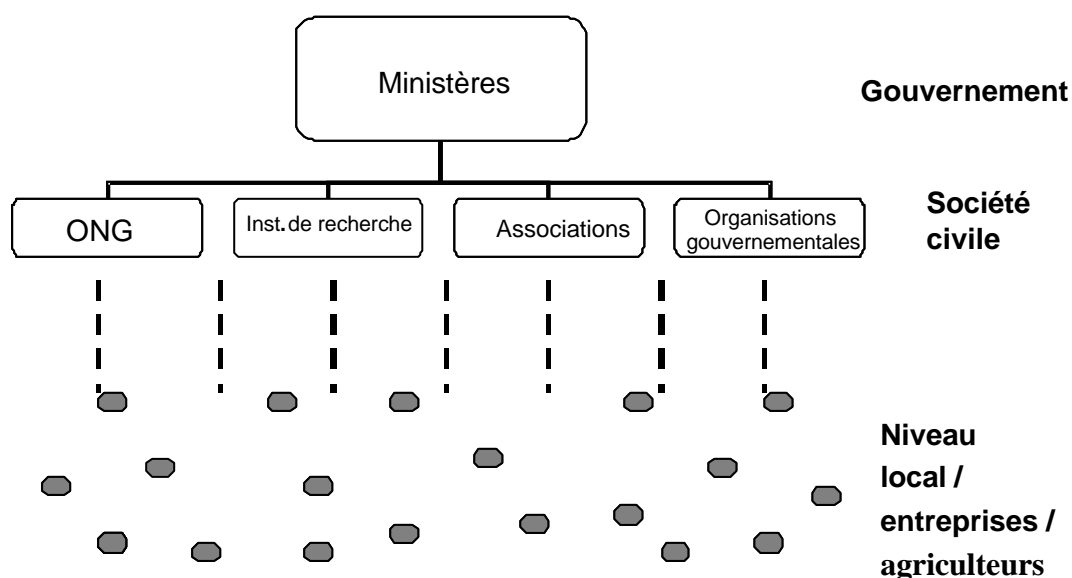 Ministères
Gouvernement
ONG
Inst. de recherche
Associations
Organisations
gouvernementales
Société
civile
Niveau
local /
entreprises /
agriculteurs